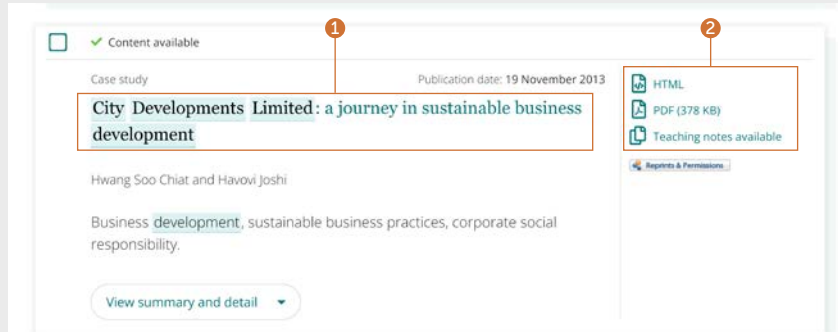 1
2
Content available
Case study
Publication date: 19 November 2013
City Developments Limited: a journey in sustainable business
development
Hwang Soo Chiat and Havovi Joshi
Business development, sustainable business practices, corporate social
responsibility.
View summary and detail
HTML
PDF (378 KB)
Teaching notes available
Reprints & Permissions